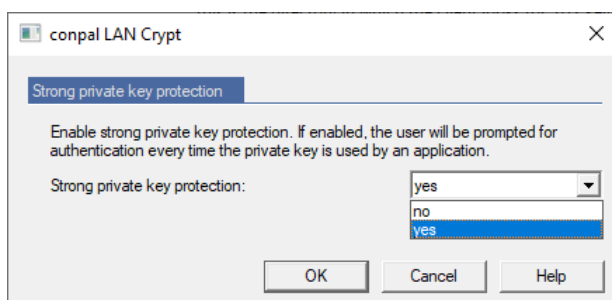 conpal LAN Crypt
Strong private key protection
Enable strong private key protection. If enabled, the user will be prompted for
authentication every time the private key is used by an application.
Strong private key protection:
yes
no
yes
OK
Cancel
Help